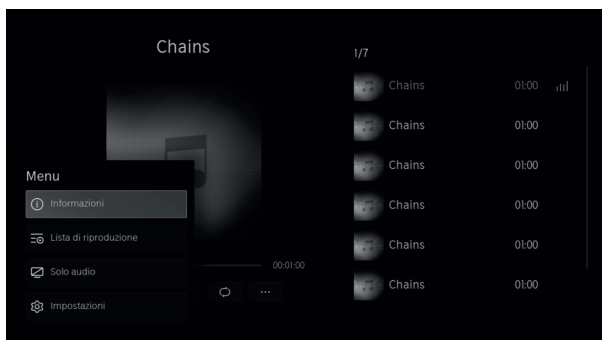 Chains
1/7
Chains 01:00
Chains 01:00
Chains 01:00
Chains 01:00
Chains 01:00
Chains 01:00
Menu
Informazioni
Lista di riproduzione
Solo audio
Impostazioni
00:01:00